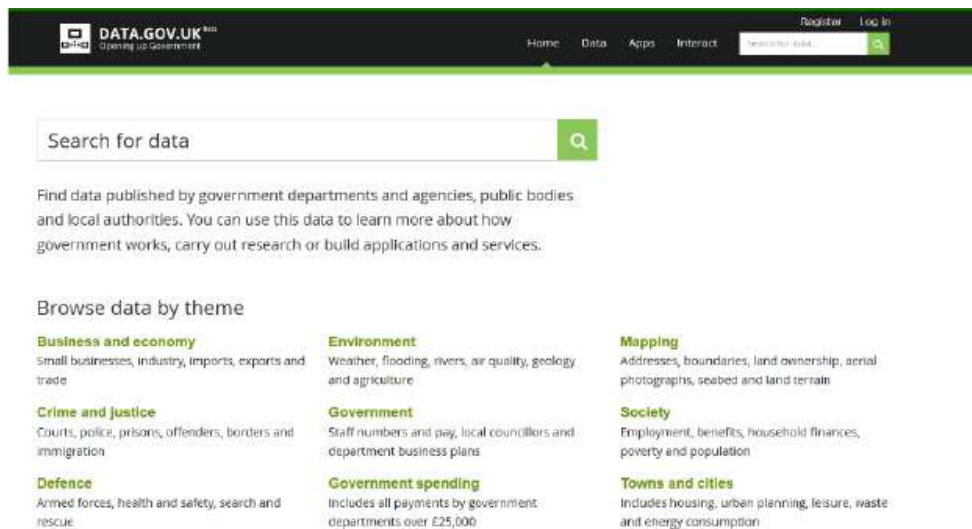 Register Log in
DATA.GOV.UK Beta
Opening up Government
Home Data Apps Interact
Search for data...
Search for data
Find data published by government departments and agencies, public bodies
and local authorities. You can use this data to learn more about how
government works, carry out research or build applications and services.
Browse data by theme
Business and economy
Small businesses, industry, imports, exports and
trade
Environment
Weather, flooding, rivers, air quality, geology
and agriculture
Mapping
Addresses, boundaries, land ownership, aerial
photographs, seabed and land terrain
Crime and justice
Courts, police, prisons, offenders, borders and
immigration
Government
Staff numbers and pay, local councillors and
department business plans
Society
Employment, benefits, household finances,
poverty and population
Defence
Armed forces, health and safety, search and
rescue
Government spending
Includes all payments by government
departments over £25,000
Towns and cities
Includes housing, urban planning, leisure, waste
and energy consumption